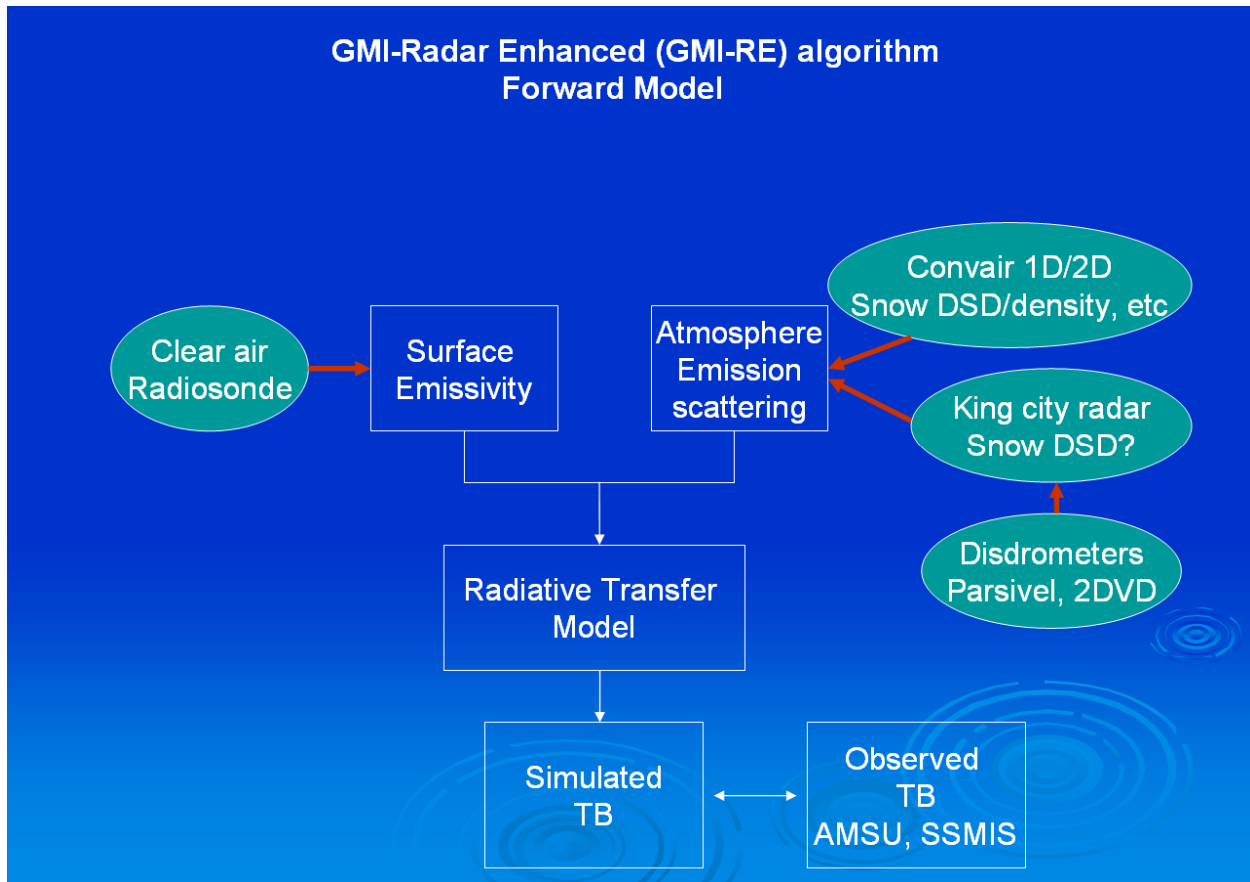 GMI-Radar Enhanced (GMI-RE) algorithm
Forward Model
Convair 1D/2D
Snow DSD/density, etc
Clear air
Radiosonde
Surface
Emissivity
Atmosphere
Emission
scattering
King city radar
Snow DSD?
Disdrometers
Parsivel, 2DVD
Radiative Transfer
Model
Simulated
TB
Observed
TB
AMSU, SSMIS